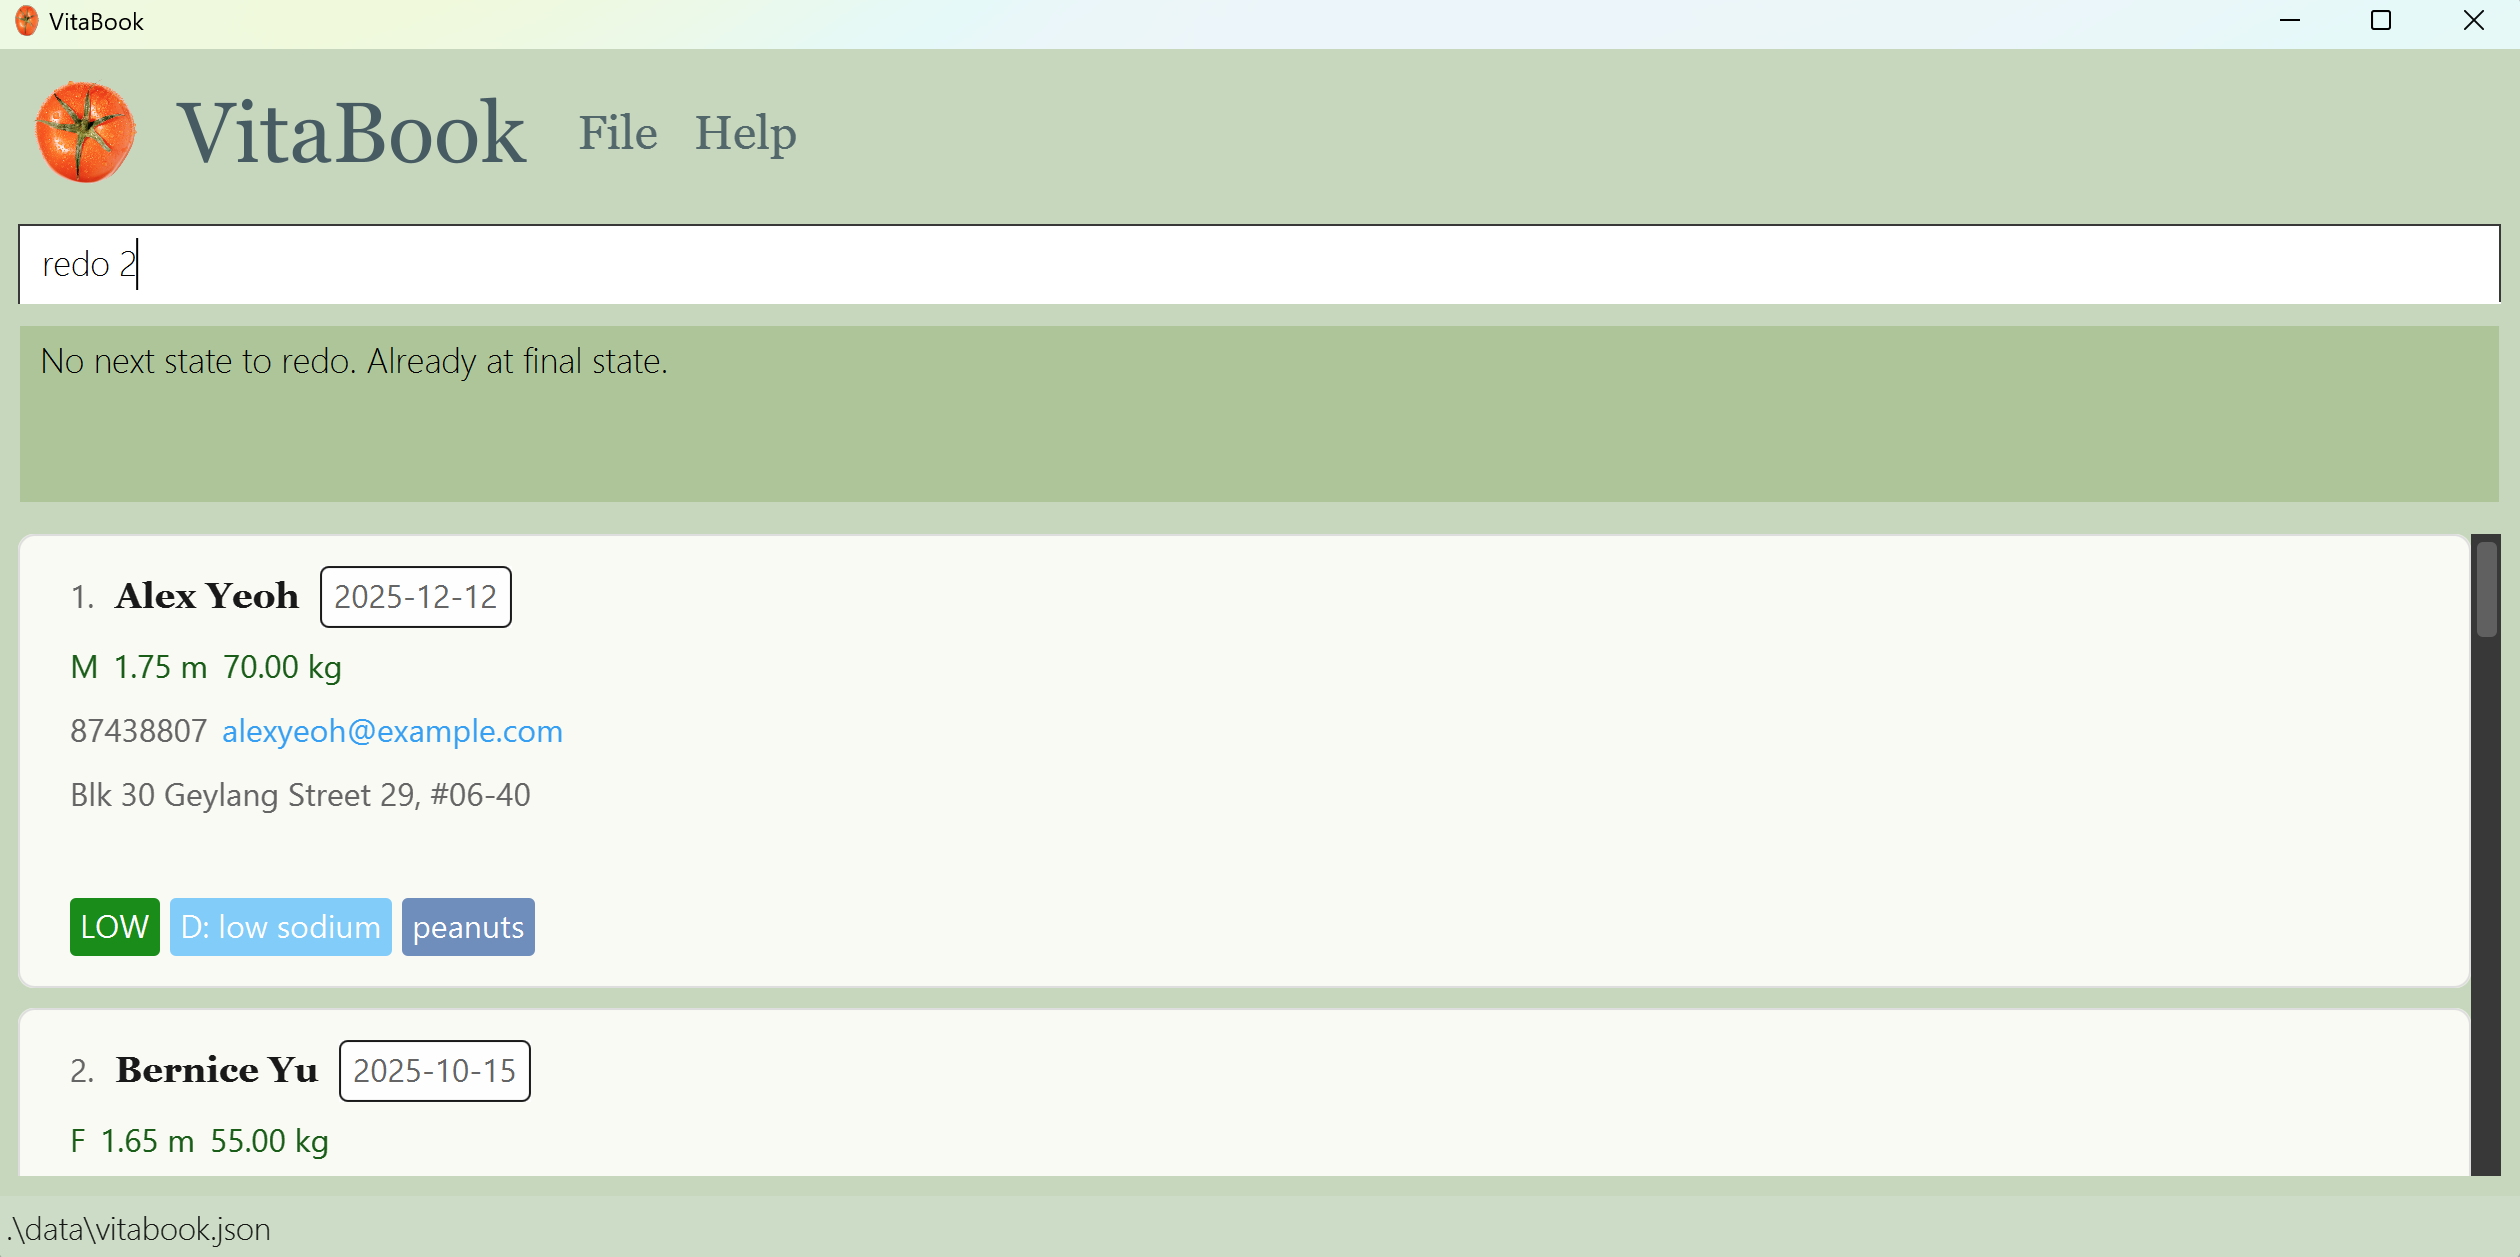 VitaBook
VitaBook File Help
redo 2
No next state to redo. Already at final state.
1. Alex Yeoh 2025-12-12
M 1.75 m 70.00 kg
87438807 alexyeoh@example.com
Blk 30 Geylang Street 29, #06-40
LOW D: low sodium peanuts
2. Bernice Yu 2025-10-15
F 1.65 m 55.00 kg
.\data\vitabook.json